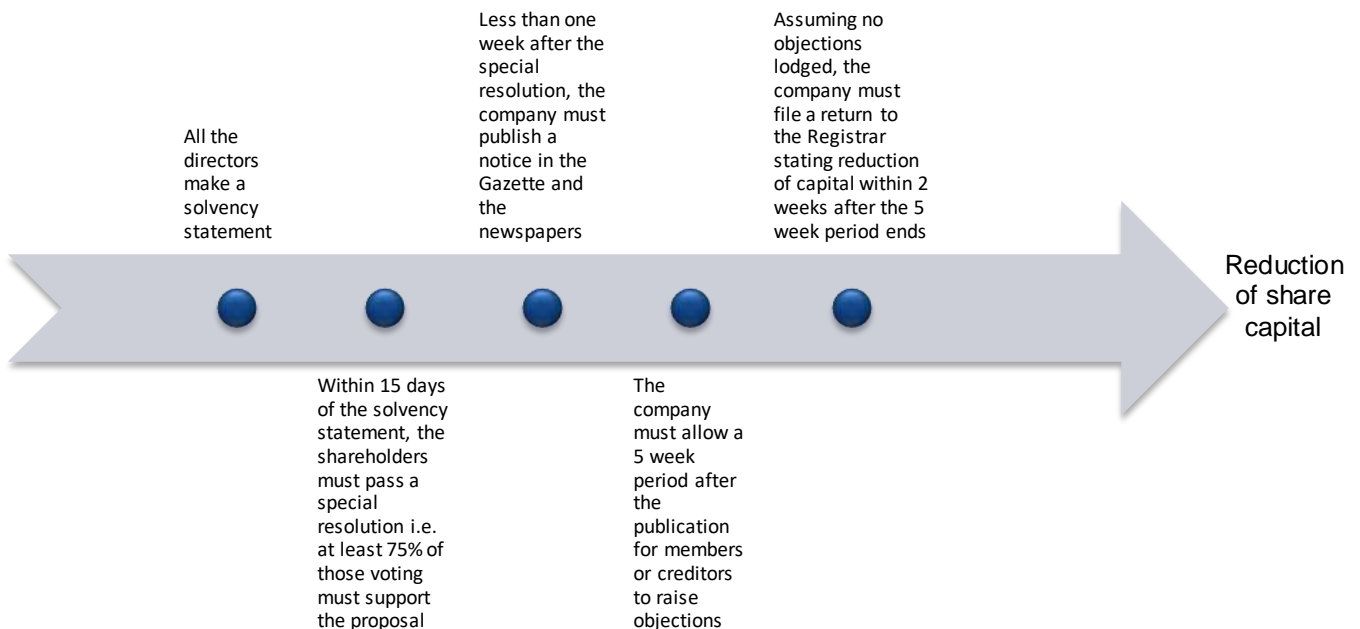 All the
directors
make a
solvency
statement
Within 15 days
of the solvency
statement, the
shareholders
must pass a
special
resolution i.e.
at least 75% of
those voting
must support
the proposal
Less than one
week after the
special
resolution, the
company must
publish a
notice in the
Gazette and
the
newspapers
The
company
must allow a
5 week
period after
the
publication
for members
or creditors
to raise
objections
Assuming no
objections
lodged, the
company must
file a return to
the Registrar
stating reduction
of capital within 2
weeks after the 5
week period ends
Reduction
of share
capital